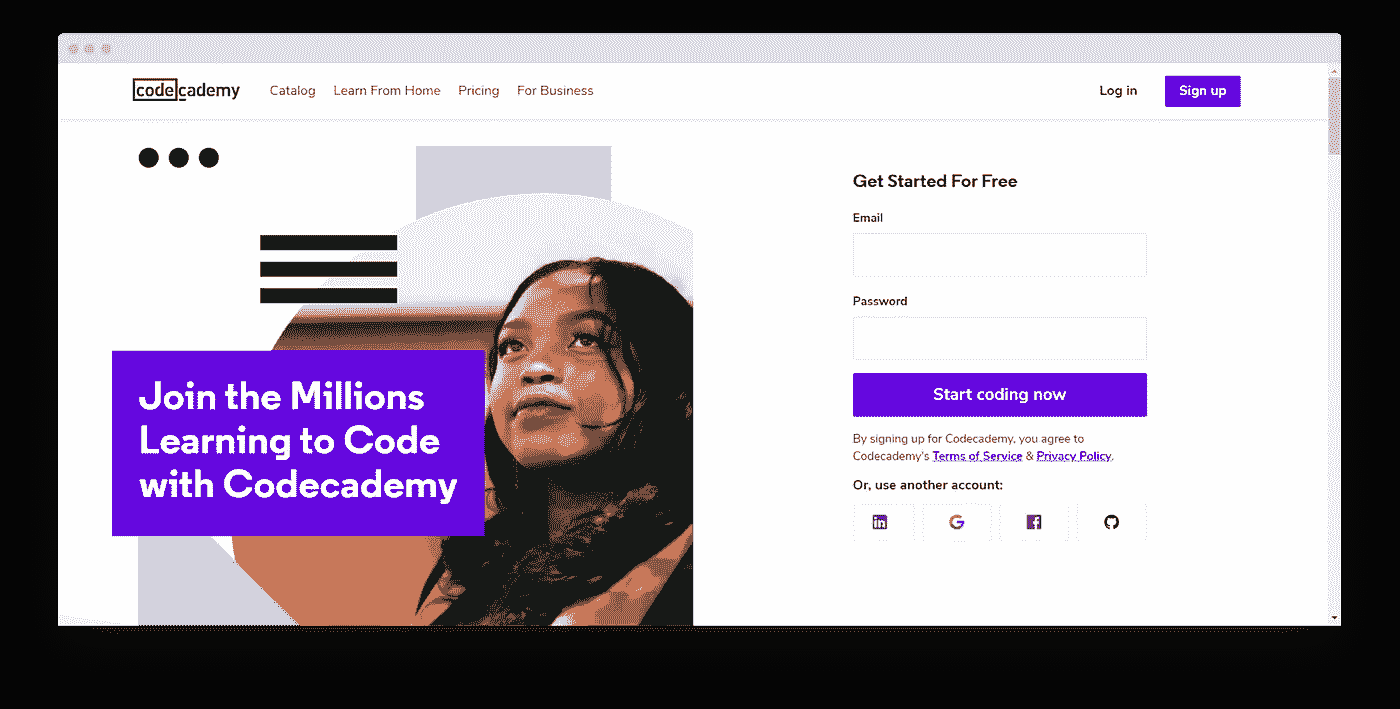 codecademy
Catalog Learn From Home Pricing For Business
Log in
Sign up
Join the Millions
Learning to Code
with Codecademy
Get Started For Free
Email
Password
Start coding now
By signing up for Codecademy, you agree to
Codecademy's Terms of Service & Privacy Policy.
Or, use another account: